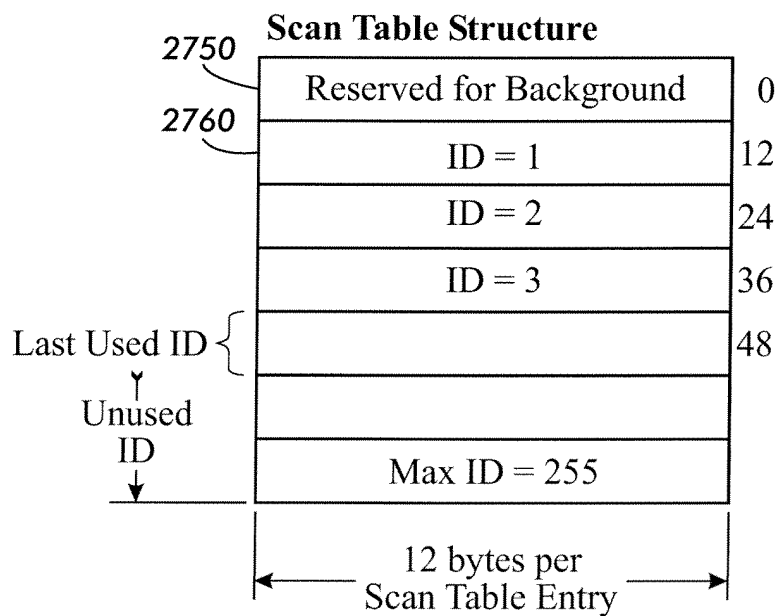 Scan Table Structure
2750
Reserved for Background 0
2760
ID = 1 12
ID = 2 24
ID = 3 36
Last Used ID 48
Unused
ID
Max ID = 255
12 bytes per
Scan Table Entry